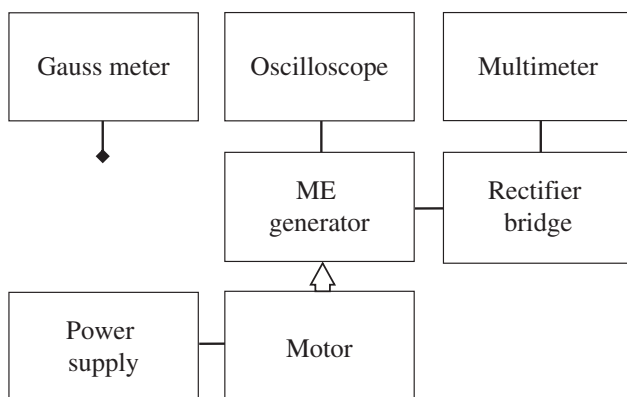 Gauss meter
Oscilloscope
Multimeter
ME
generator
Rectifier
bridge
Power
supply
Motor